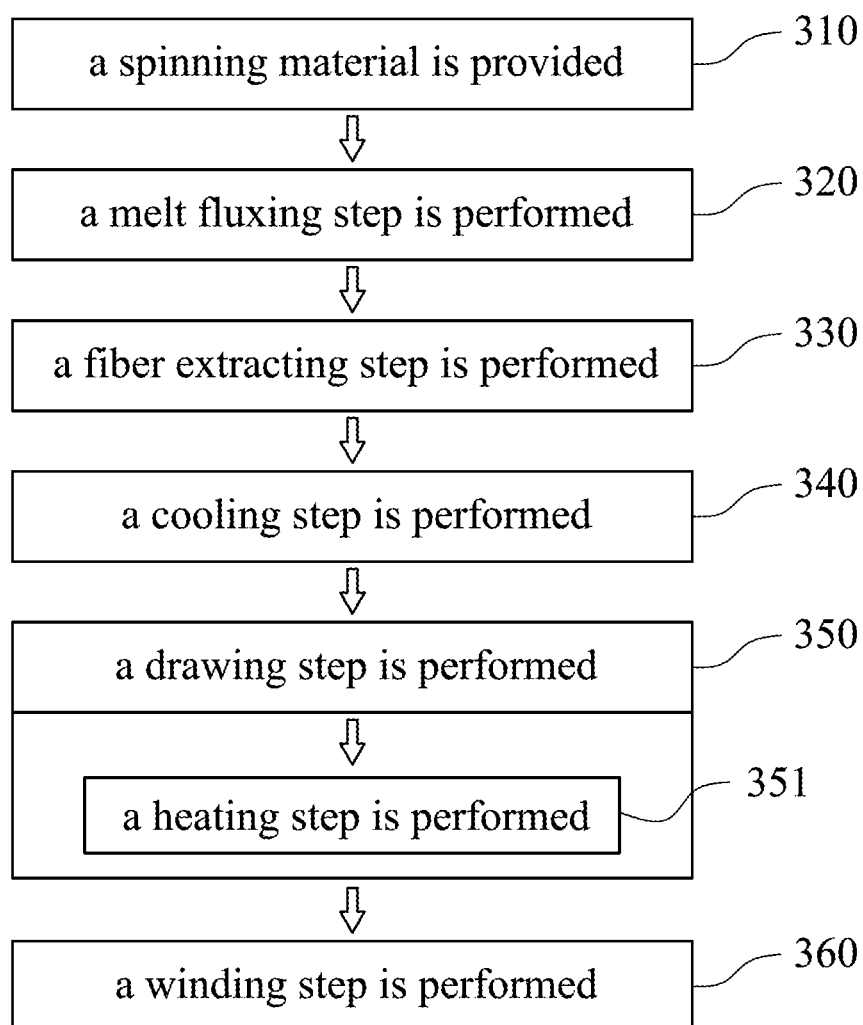 310
a spinning material is provided
320
a melt fluxing step is performed
330
a fiber extracting step is performed
340
a cooling step is performed
350
a drawing step is performed
351
a heating step is performed
360
a winding step is performed